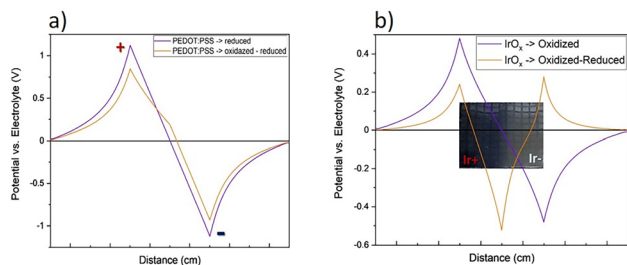 a)
PEDOT:PSS -> reduced
PEDOT:PSS -> oxidazed - reduced
+
1
0.5
0
-0.5
-1
-
Potential vs. Electrolyte (V)
Distance (cm)
b)
IrOx -> Oxidized
IrOx -> Oxidized-Reduced
0.4
0.2
0
-0.2
-0.4
-0.6
Ir+
Ir-
Potential vs. Electrolyte (V)
Distance (cm)